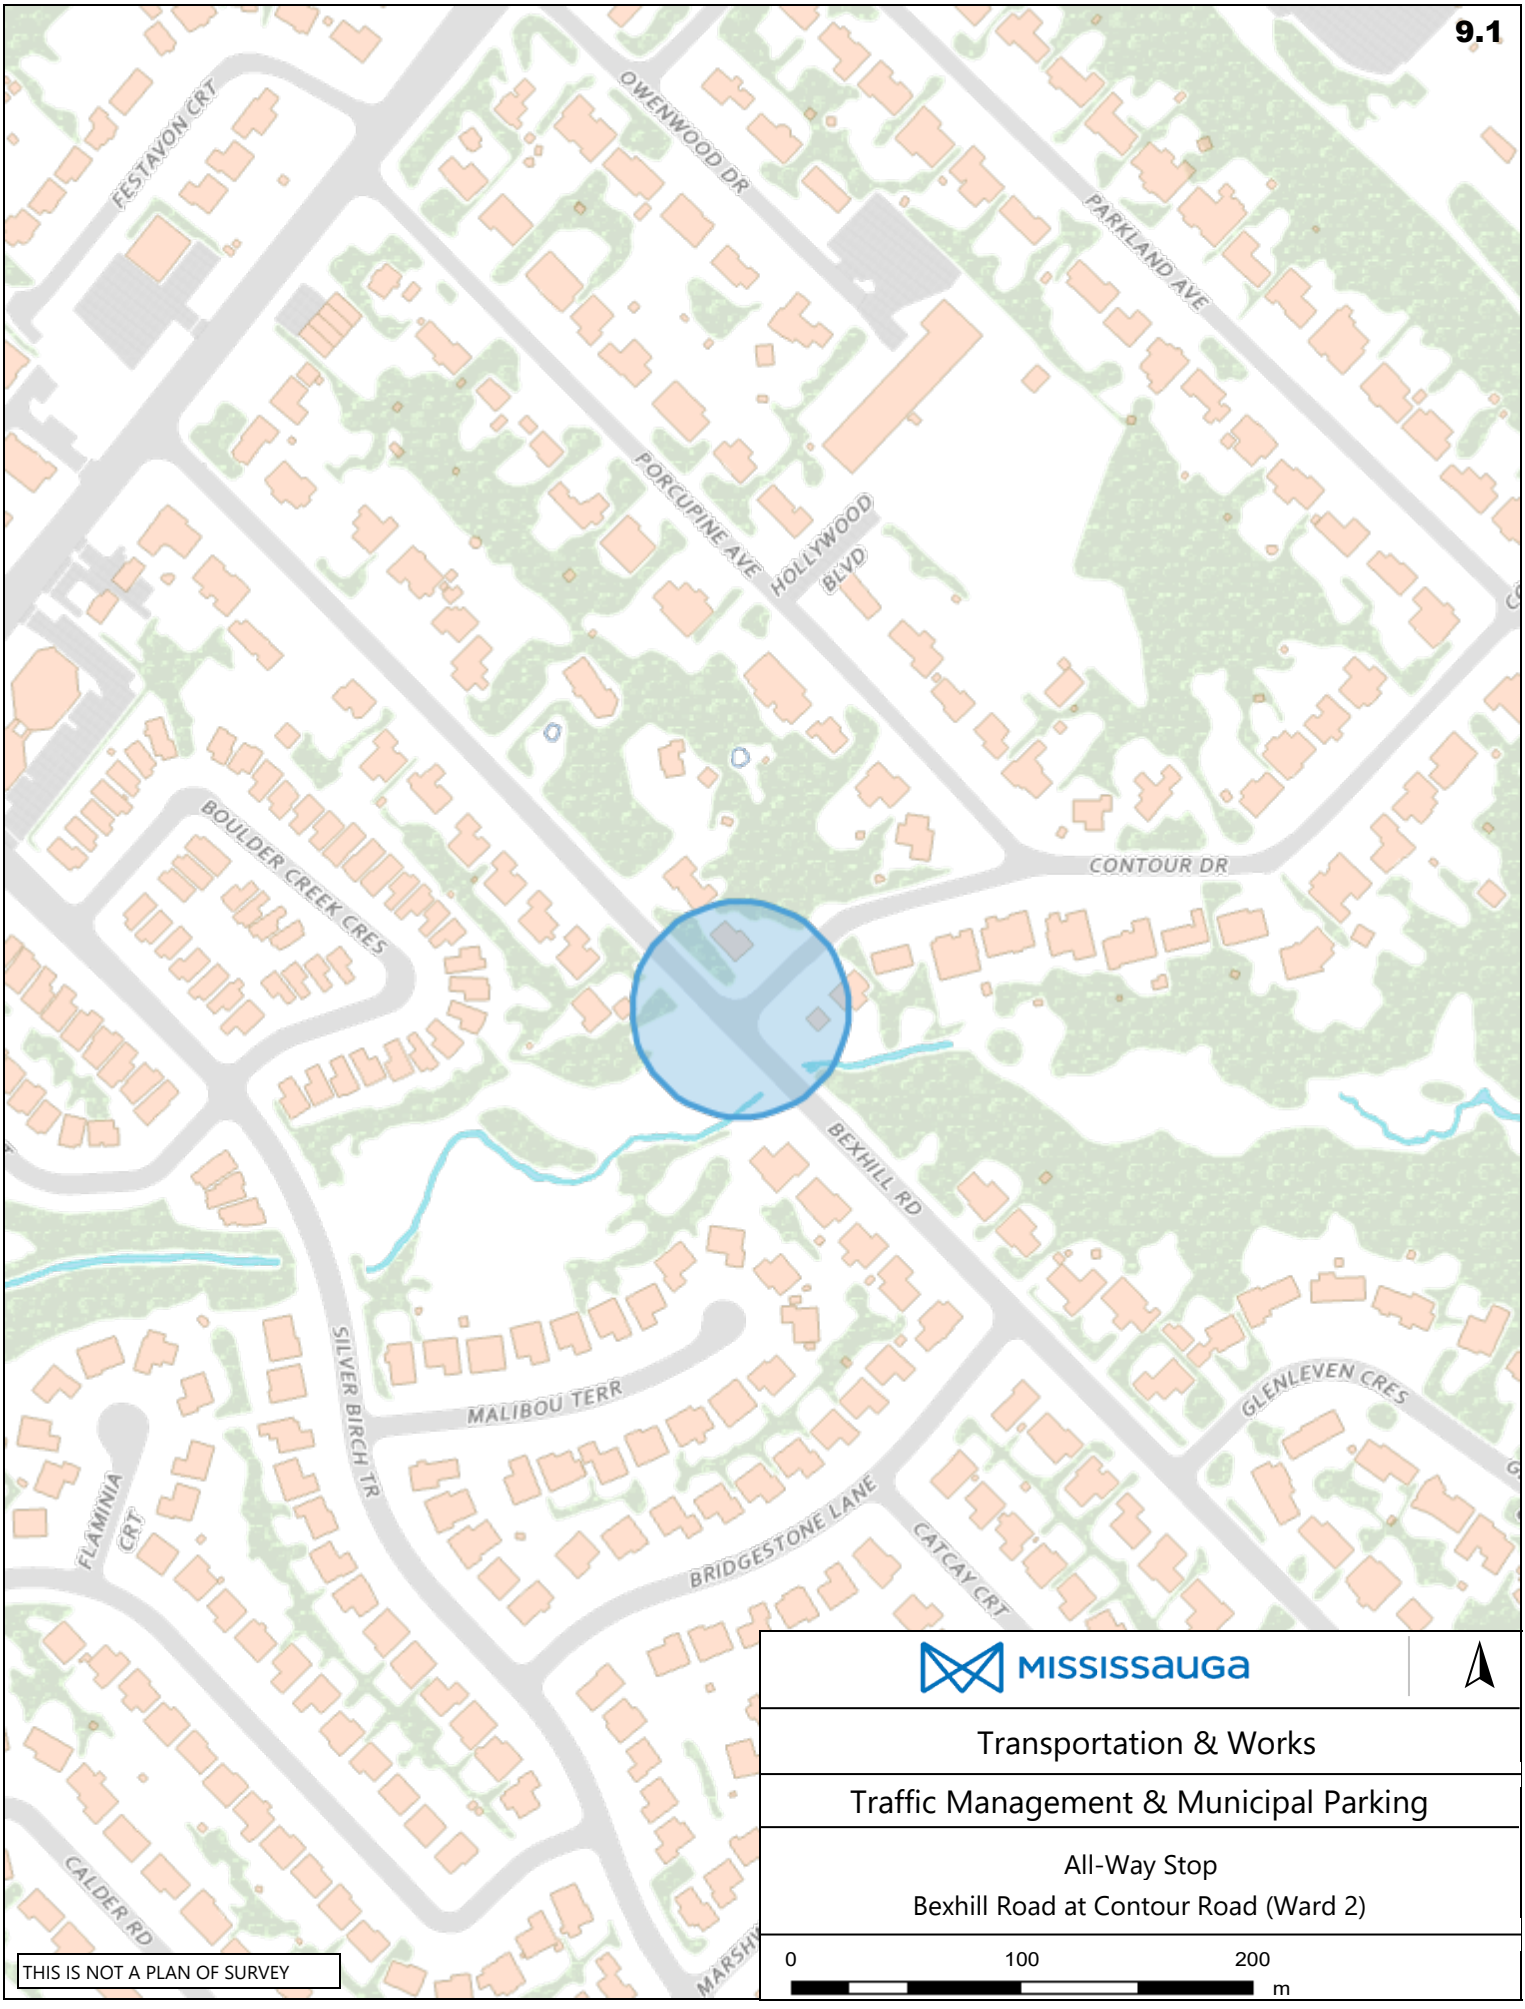 9.1
FESTAVON CRT
OWENWOOD DR
PARKLAND AVE
PORCUPINE AVE
HOLLYWOOD
BLVD
BOULDER CREEK CRES
CONTOUR DR
BEXHILL RD
SILVER BIRCH TR
MALIBOU TERR
GLENLEVEN CRES
FLAMINIA
CRT
BRIDGESTONE LANE
CATCAY CRT
CALDER RD
MISSISSAUGA
Transportation & Works
Traffic Management & Municipal Parking
All-Way Stop
Bexhill Road at Contour Road (Ward 2)
0 100 200
m
THIS IS NOT A PLAN OF SURVEY